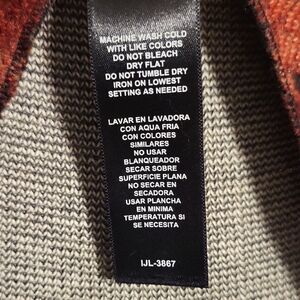 MACHINE WASH COLD
WITH LIKE COLORS
DO NOT BLEACH
DRY FLAT
DO NOT TUMBLE DRY
IRON ON LOWEST
SETTING AS NEEDED
LAVAR EN LAVADORA
CON AQUA FRIA
CON COLORES
SIMILARES
NO USAR
BLANQUEADOR
SECAR SOBRE
SUPERFICIE PLANA
NO SECAR EN
SECADORA
USAR PLANCHA
EN MINIMA
TEMPERATURA SI
SE NECESITA
IJL-3867